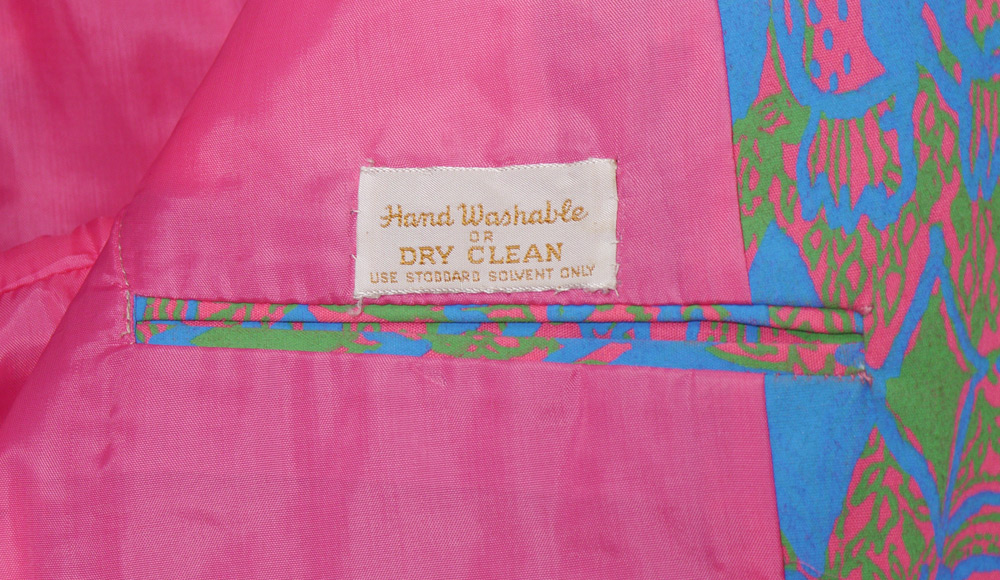 Hand Washable
OR
DRY CLEAN
USE STODDARD SOLVENT ONLY